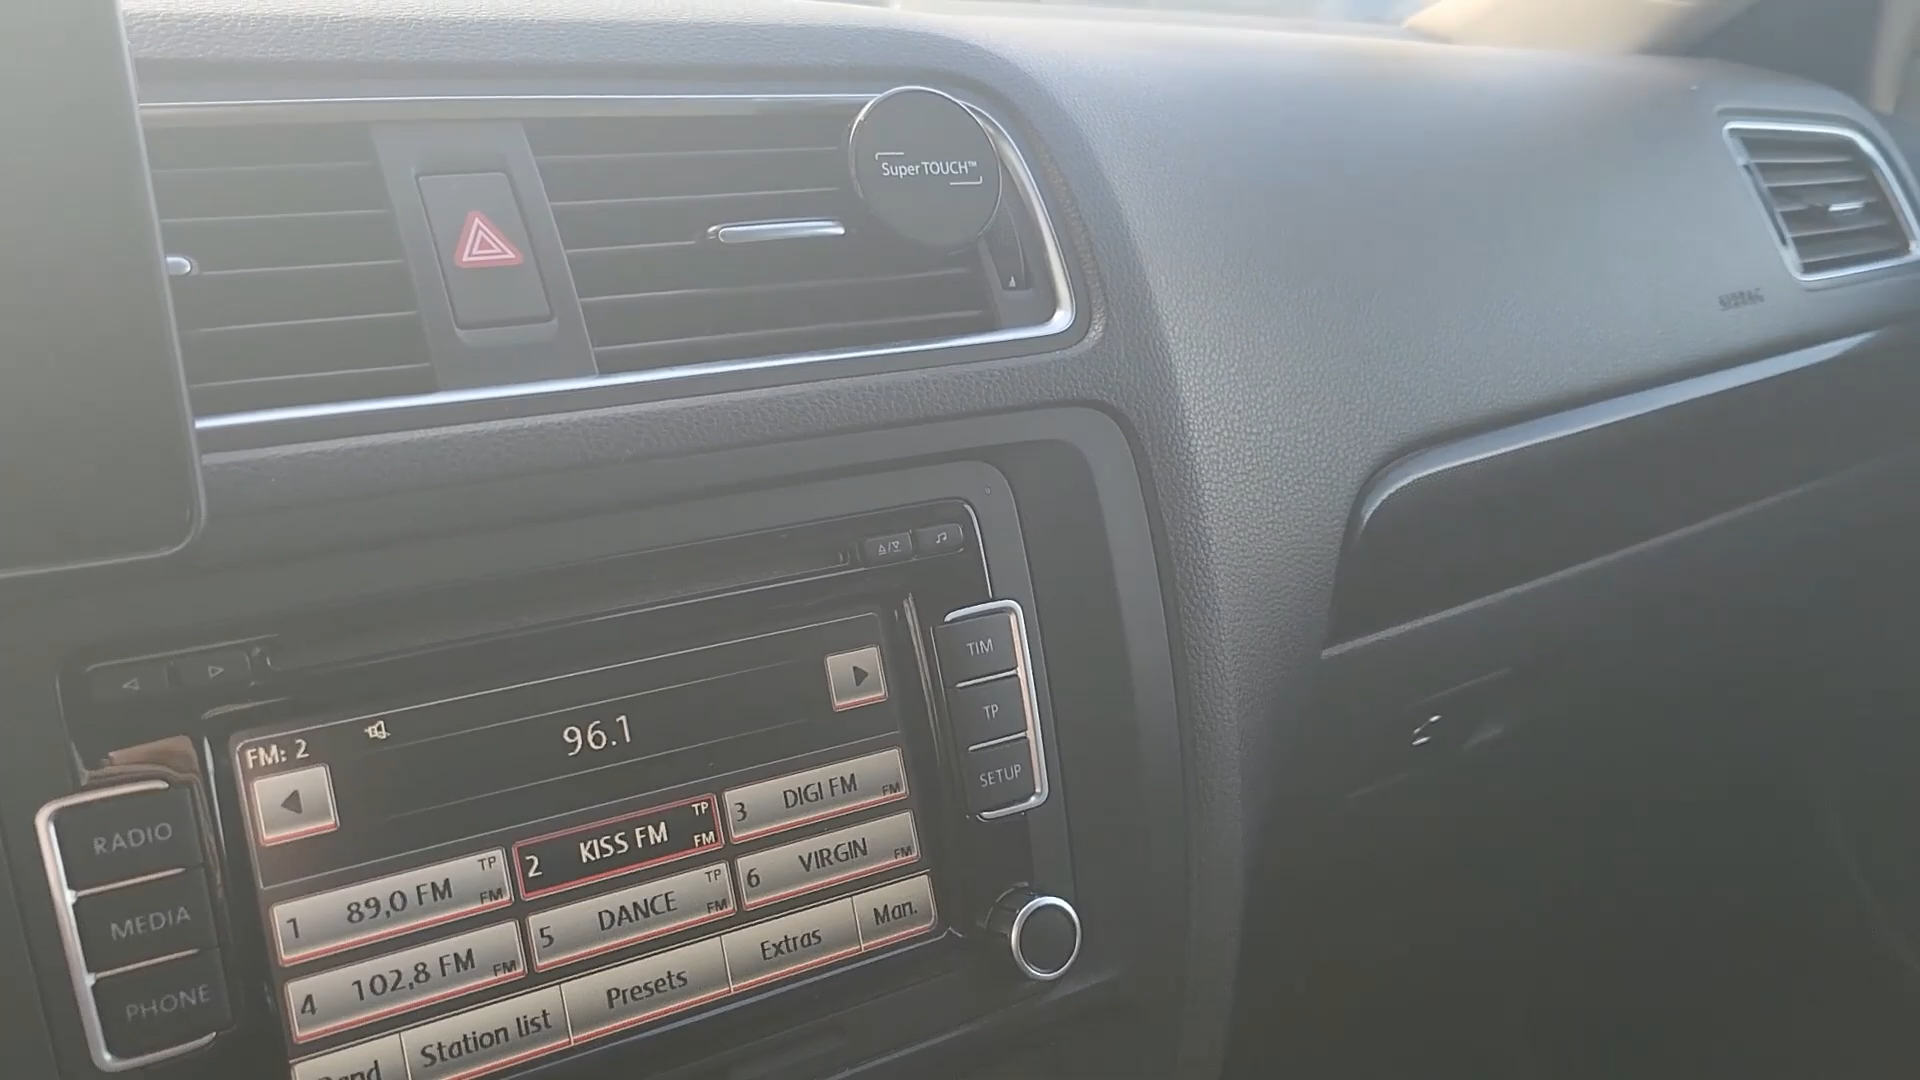 SuperTOUCH™
AIRBAG
TIM
TP
SETUP
RADIO
MEDIA
PHONE
FM: 2
96.1
1 89,0 FM TP FM
2 KISS FM TP FM
3 DIGI FM FM
4 102,8 FM FM
5 DANCE TP FM
6 VIRGIN FM
Station list
Presets
Extras
Man.